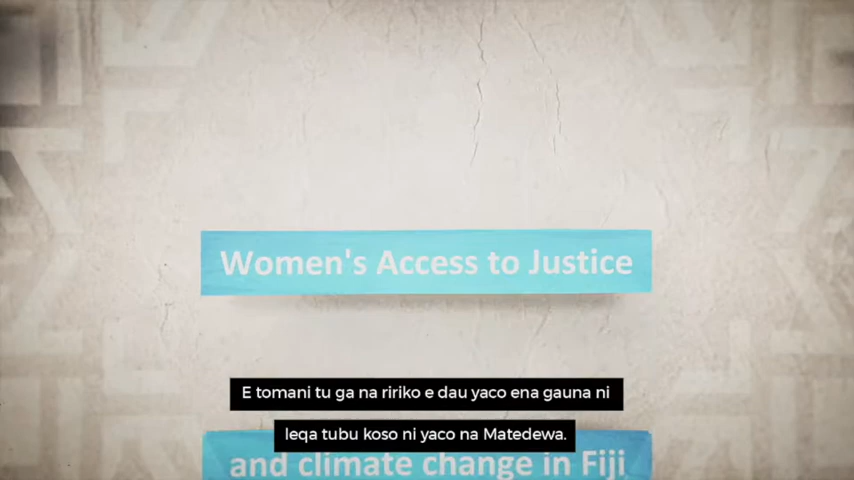 Women's Access to Justice
E tomani tu ga na ririko e dau yaco ena gauna ni
leqa tubu koso ni yaco na Matedewa.
and climate change in Fiji